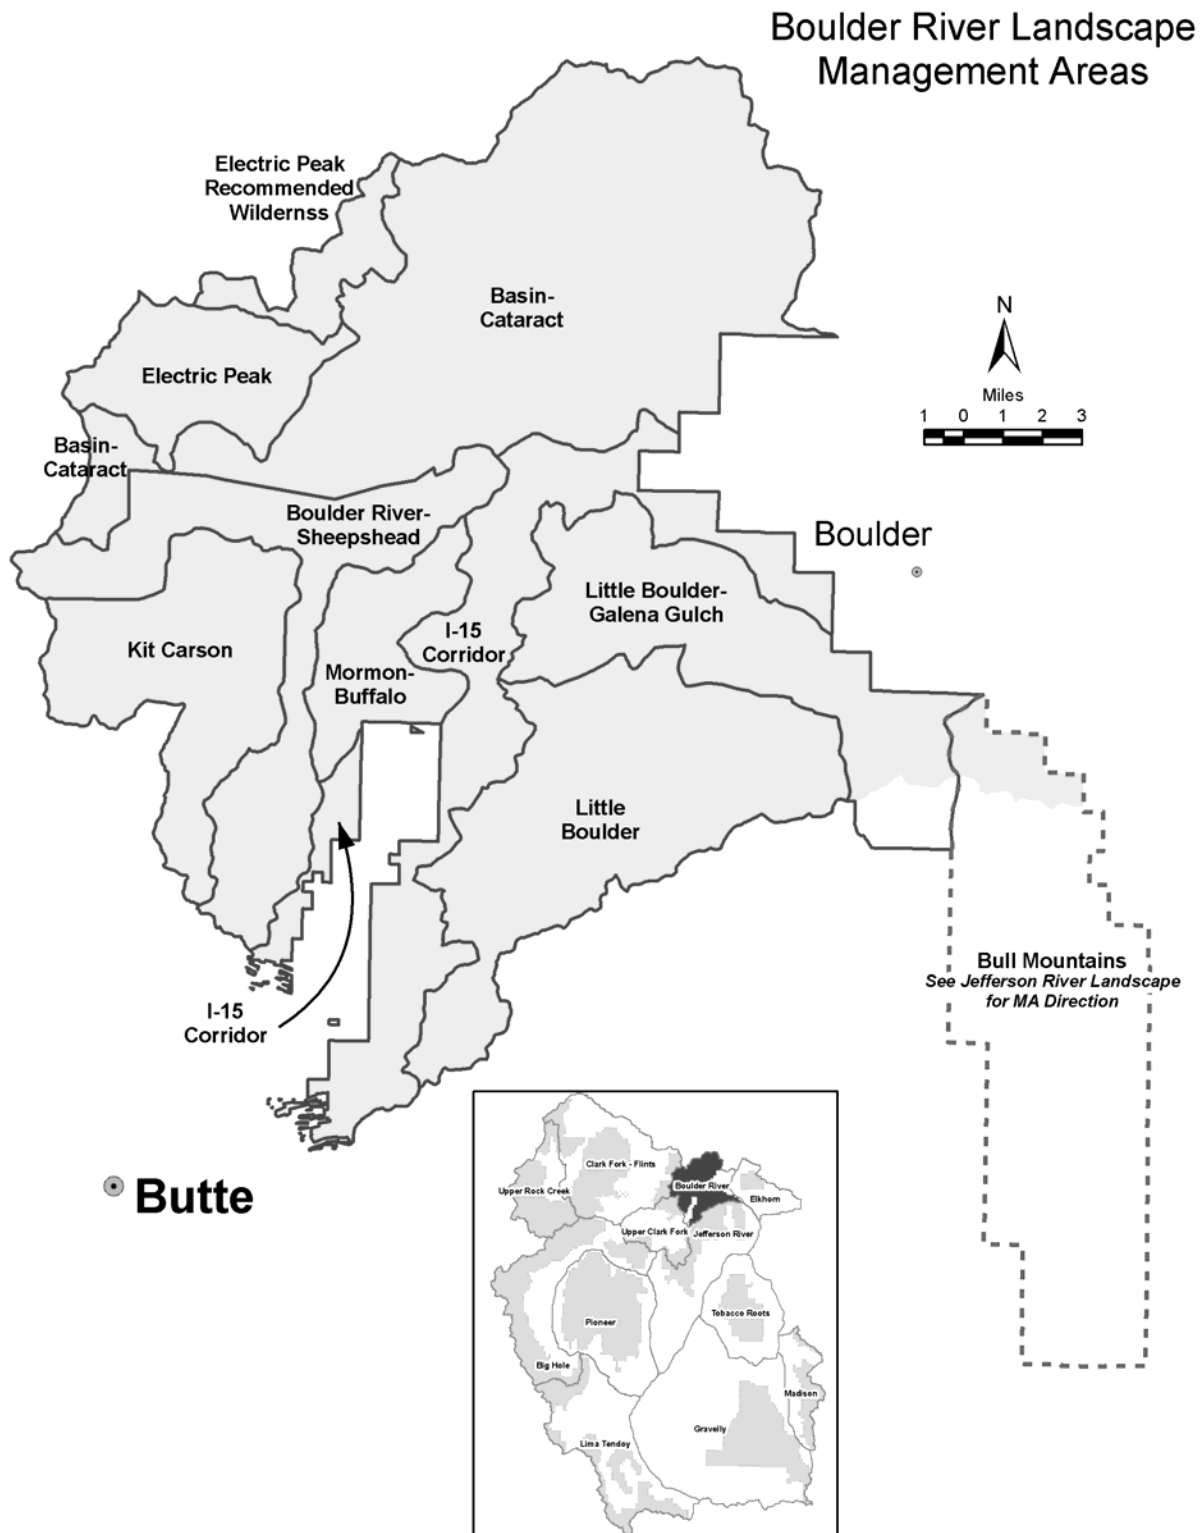 Boulder River Landscape
Management Areas
Electric Peak
Recommended
Wildernss
Basin-
Cataract
N
Miles
1 0 1 2 3
Electric Peak
Basin-
Cataract
Boulder River-
Sheepshead
Boulder
Little Boulder-
Galena Gulch
Kit Carson
I-15
Corridor
Mormon-
Buffalo
Little
Boulder
Bull Mountains
See Jefferson River Landscape
for MA Direction
I-15
Corridor
Butte
Clark Fork - Flints
Upper Rock Creek
Boulder River
Elkhorn
Upper Clark Fork
Jefferson River
Tobacco Roots
Pioneer
Big Hole
Madison
Gravelly
Lima Tendoy